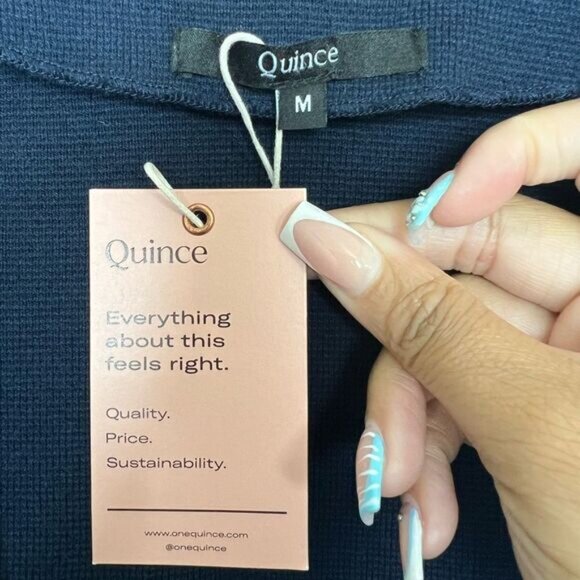 Quince
M
Quince
Everything
about this
feels right.
Quality.
Price.
Sustainability.
www.onequince.com
@onequince